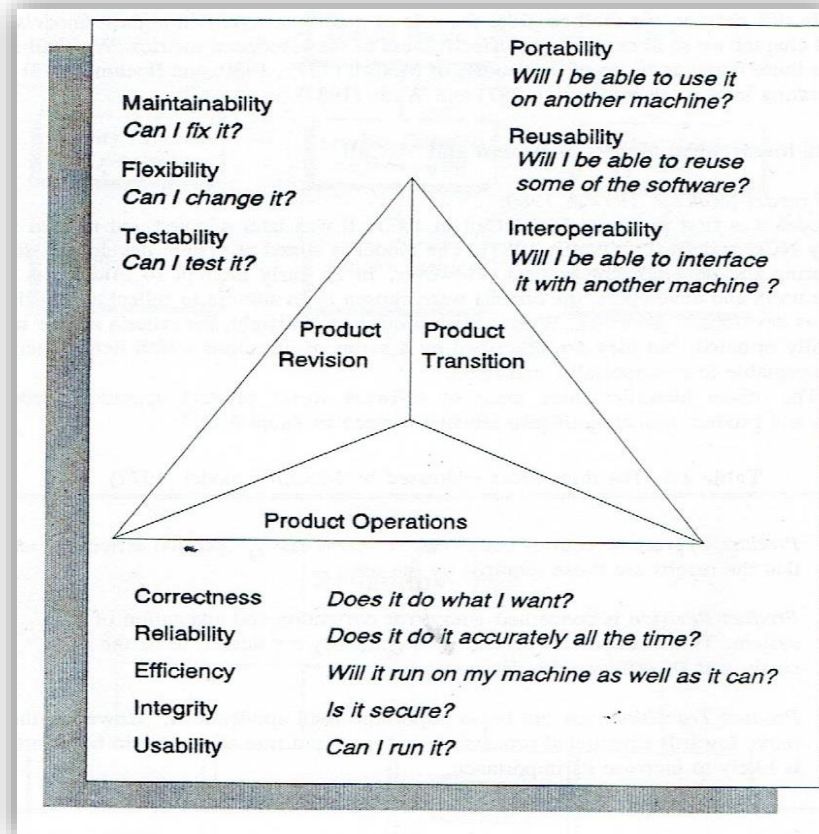 Maintainability
Can I fix it?
Flexibility
Can I change it?
Testability
Can I test it?
Portability
Will I be able to use it
on another machine?
Reusability
Will I be able to reuse
some of the software?
Interoperability
Will I be able to interface
it with another machine ?
Product
Revision
Product
Transition
Product Operations
Correctness Does it do what I want?
Reliability Does do it accurately all the time?
Efficiency Will it run on my machine as well as it can?
Integrity Is it secure?
Usability Can I run it?